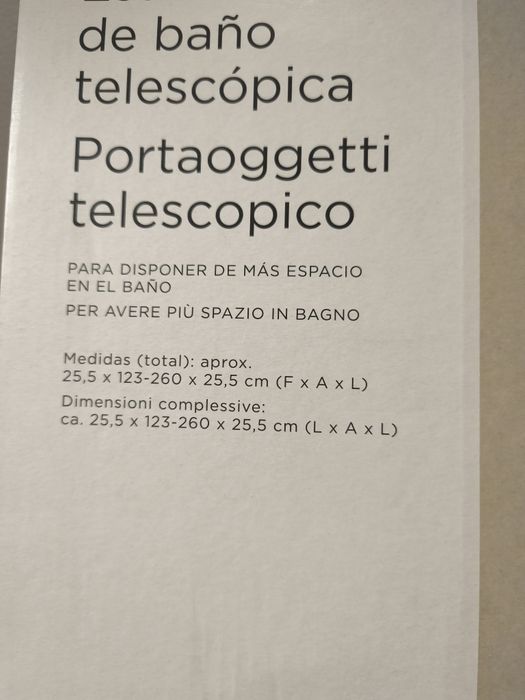 de baño
telescópica
Portaoggetti
telescopico
PARA DISPONER DE MÁS ESPACIO
EN EL BAÑO
PER AVERE PIÙ SPAZIO IN BAGNO
Medidas (total): aprox.
25,5 x 123-260 x 25,5 cm (F x A x L)
Dimensioni complessive:
ca. 25,5 x 123-260 x 25,5 cm (L x A x L)